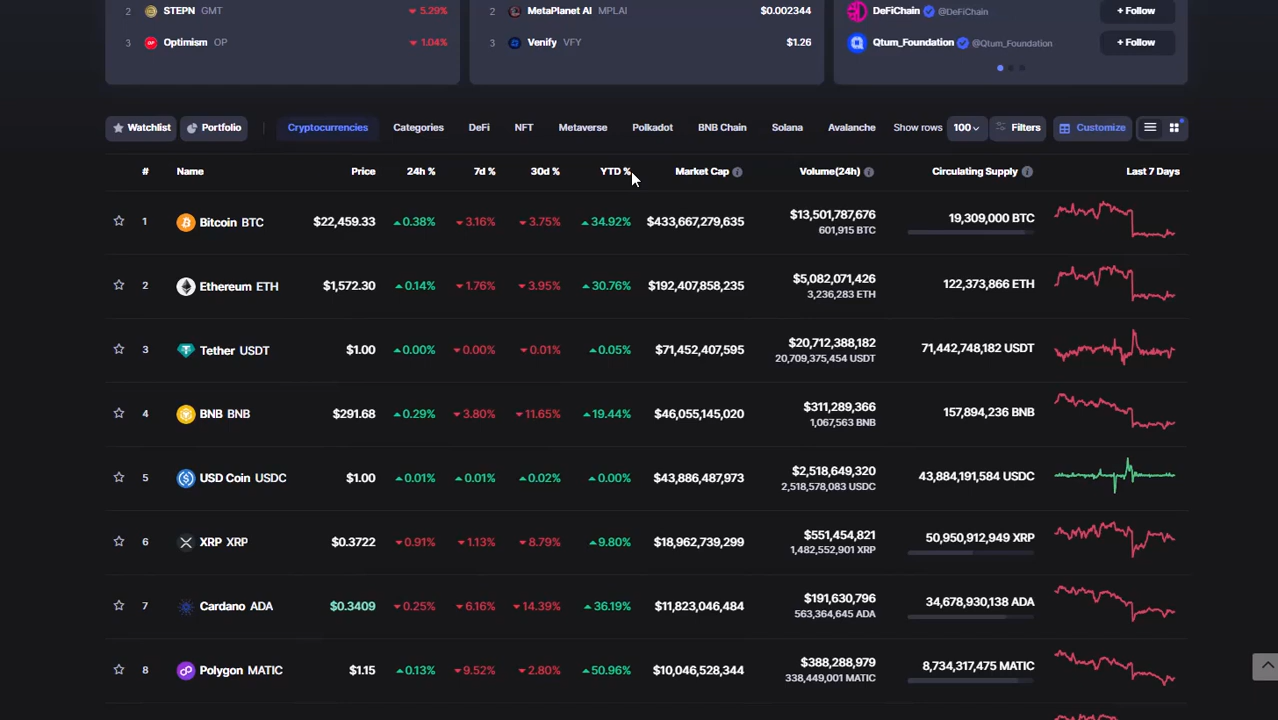 2 STEPN GMT 5.29%
2 MetaPlanet AI MPLAI $0.002344
DeFiChain @DeFiChain + Follow
3 Optimism OP 1.04%
3 Venify VFY $1.26
Qtum_Foundation @Qtum_Foundation + Follow
Watchlist Portfolio Cryptocurrencies Categories DeFi NFT Metaverse Polkadot BNB Chain Solana Avalanche Show rows 100 Filters Customize
# Name Price 24h % 7d % 30d % YTD % Market Cap Volume(24h) Circulating Supply Last 7 Days
1 Bitcoin BTC $22,459.33 0.38% 3.16% 3.75% 34.92% $433,667,279,635 $13,501,787,676 19,309,000 BTC
601,915 BTC
2 Ethereum ETH $1,572.30 0.14% 1.76% 3.95% 30.76% $192,407,858,235 $5,082,071,426 122,373,866 ETH
3,236,283 ETH
3 Tether USDT $1.00 0.00% 0.00% 0.01% 0.05% $71,452,407,595 $20,712,388,182 71,442,748,182 USDT
20,709,375,454 USDT
4 BNB BNB $291.68 0.29% 3.80% 11.65% 19.44% $46,055,145,020 $311,289,366 157,894,236 BNB
1,067,563 BNB
5 USD Coin USDC $1.00 0.01% 0.01% 0.02% 0.00% $43,886,487,973 $2,518,649,320 43,884,191,584 USDC
2,518,578,083 USDC
6 XRP XRP $0.3722 0.91% 1.13% 8.79% 9.80% $18,962,739,299 $551,454,821 50,950,912,949 XRP
1,482,552,901 XRP
7 Cardano ADA $0.3409 0.25% 6.16% 14.39% 36.19% $11,823,046,484 $191,630,796 34,678,930,138 ADA
563,364,645 ADA
8 Polygon MATIC $1.15 0.13% 9.52% 2.80% 50.96% $10,046,528,344 $388,288,979 8,734,317,475 MATIC
338,449,001 MATIC